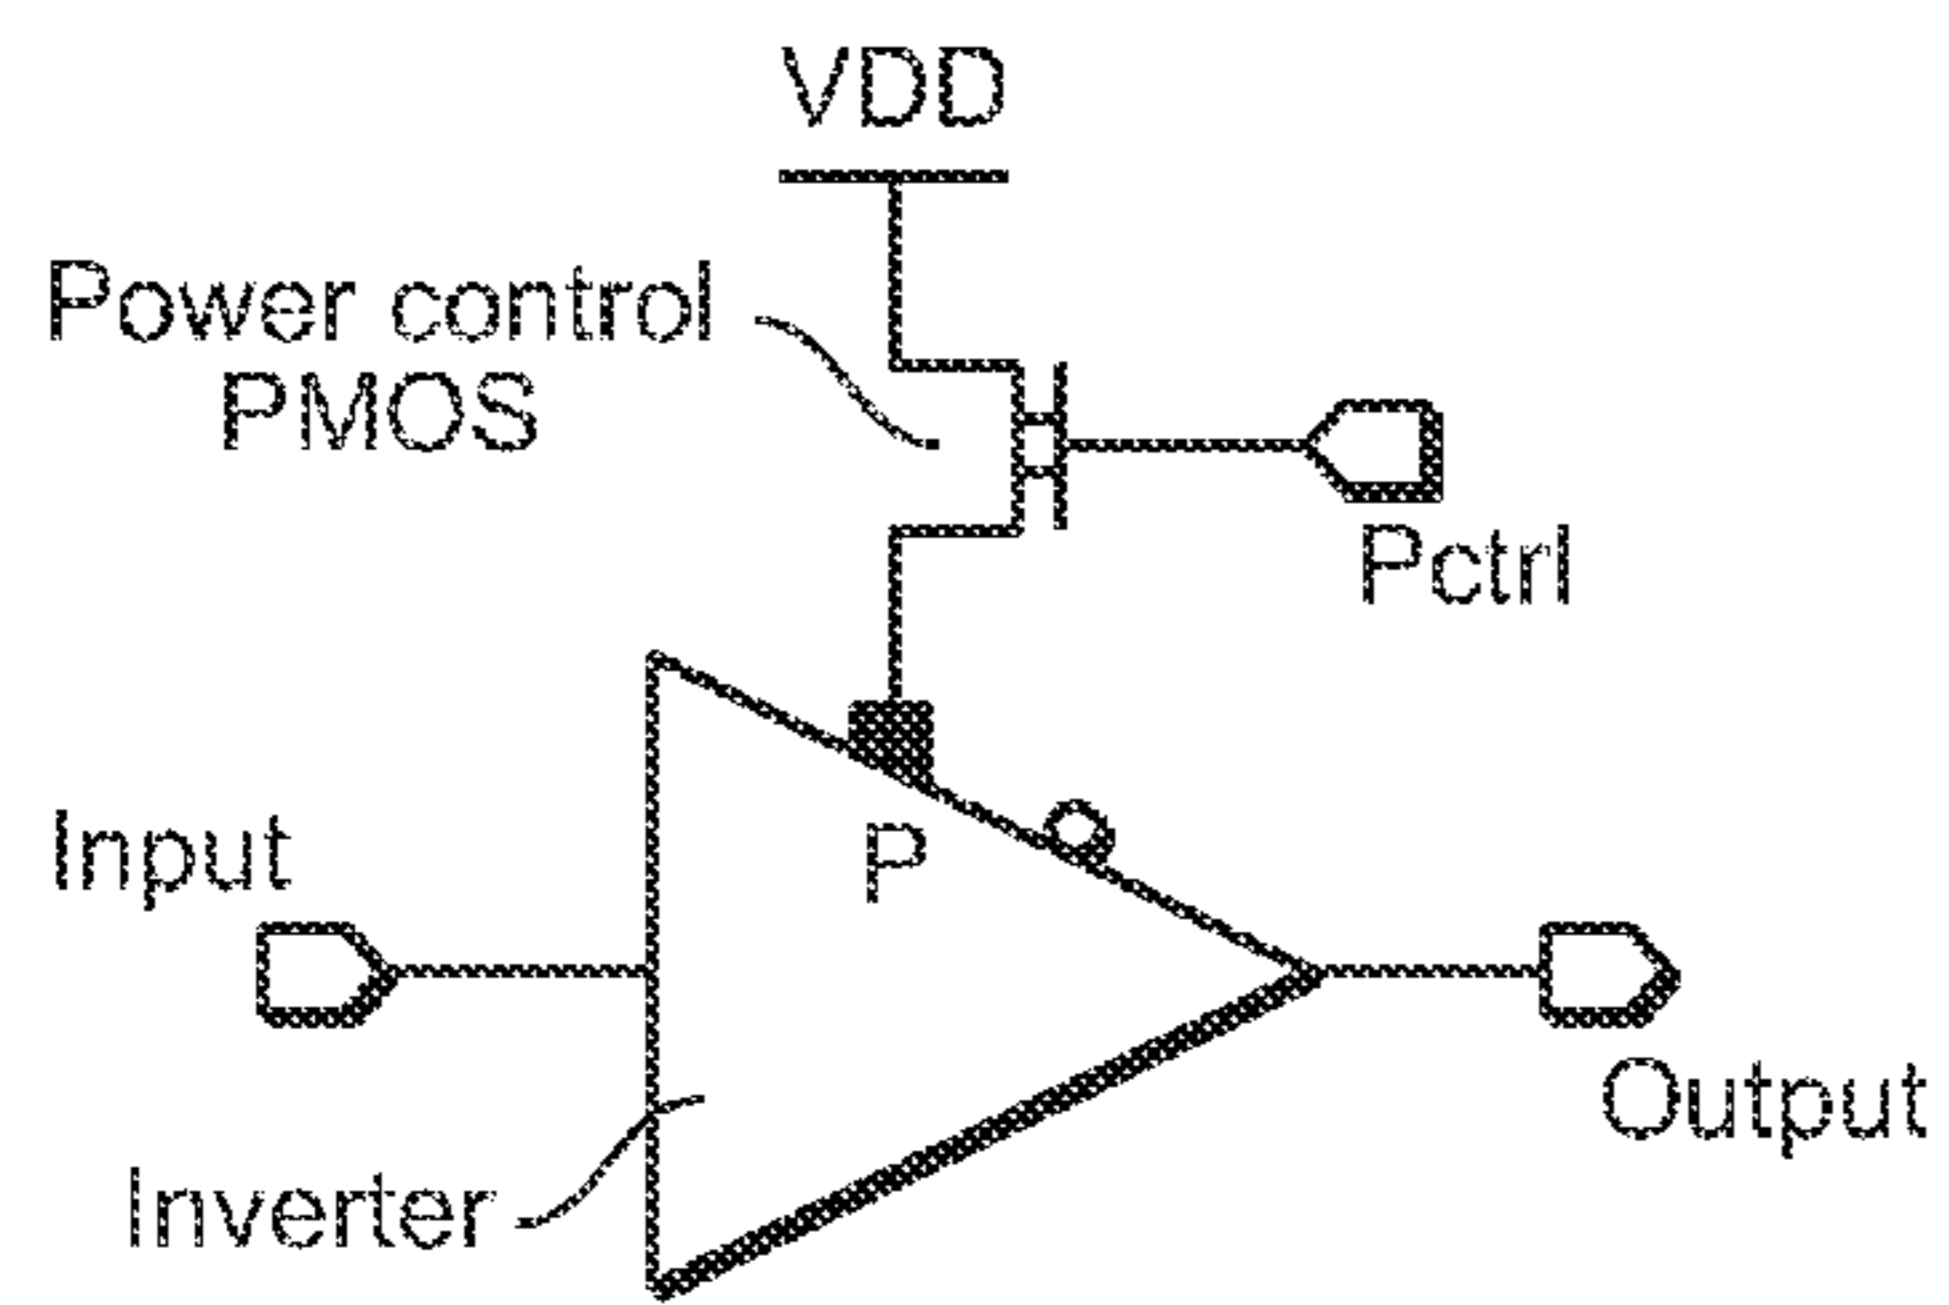 VDD
Power control
PMOS
Pctrl
Input
P
Output
Inverter